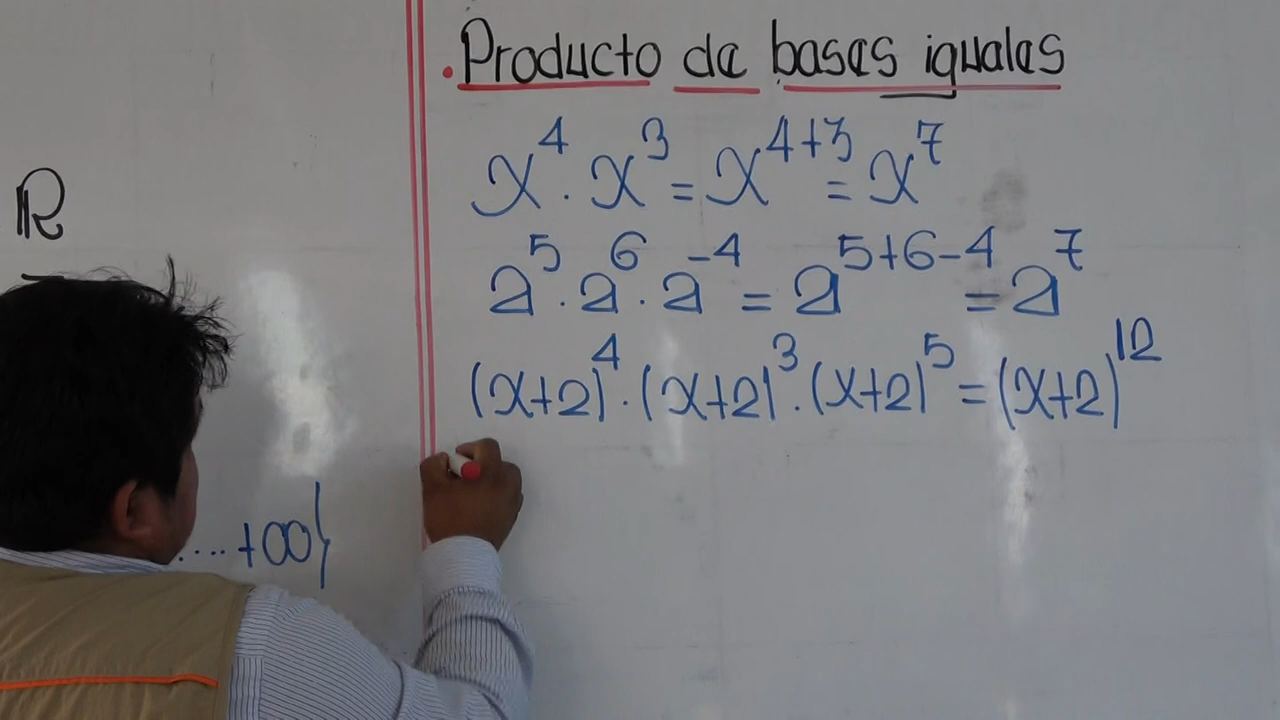 ℝ
.... +∞}
. Producto de bases iguales
x⁴ . x³ = x⁴⁺³ = x⁷
2⁵ . 2⁶ . 2⁻⁴ = 2⁵⁺⁶⁻⁴ = 2⁷
(x+2)⁴ . (x+2)³ . (x+2)⁵ = (x+2)¹²